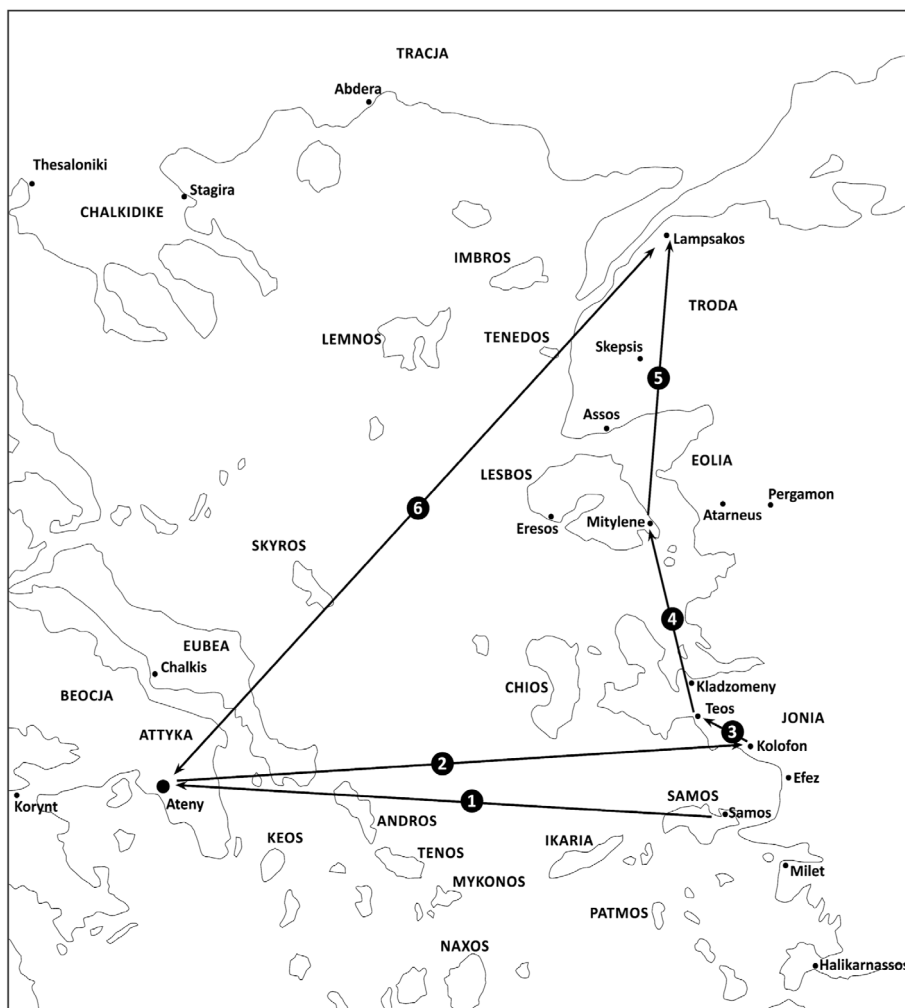 TRACJA
Abdera
Thesaloniki
Stagira
CHALKIDIKE
Lampsakos
IMBROS
TRODA
LEMNOS
TENEDOS
Skepsis
5
Assos
EOLIA
LESBOS
Pergamon
6
Atarneus
Eresos
Mitylene
SKYROS
4
EUBEA
Chalkis
Kladzomeny
CHIOS
BEOCJA
Teos
JONIA
ATTYKA
3
Kolofon
2
Efez
Ateny
SAMOS
1
Korynt
Samos
ANDROS
KEOS
IKARIA
TENOS
Milet
MYKONOS
PATMOS
NAXOS
Halikarnassos